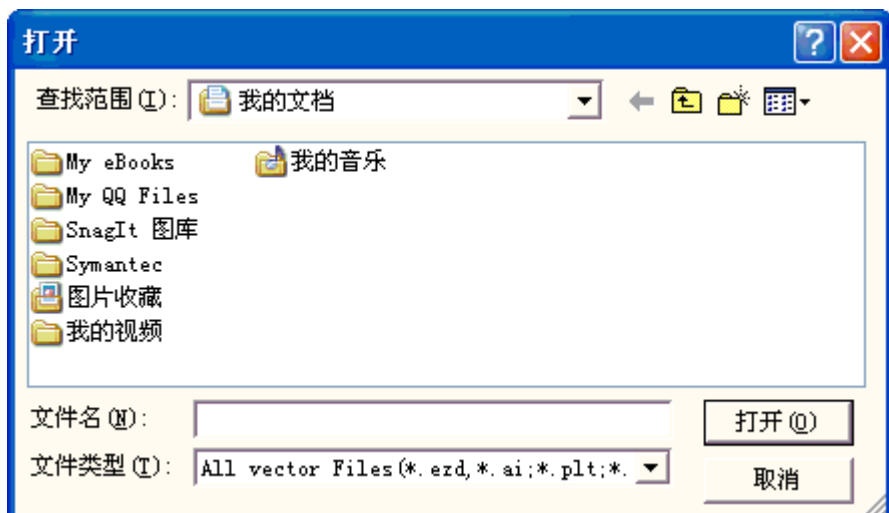 打开
查找范围(I): 我的文档
My eBooks
My QQ Files
SnagIt 图库
Symantec
图片收藏
我的视频
我的音乐
文件名(N):
打开(O)
文件类型(T): All vector Files(*.ezd,*.ai;*.plt;*.
取消